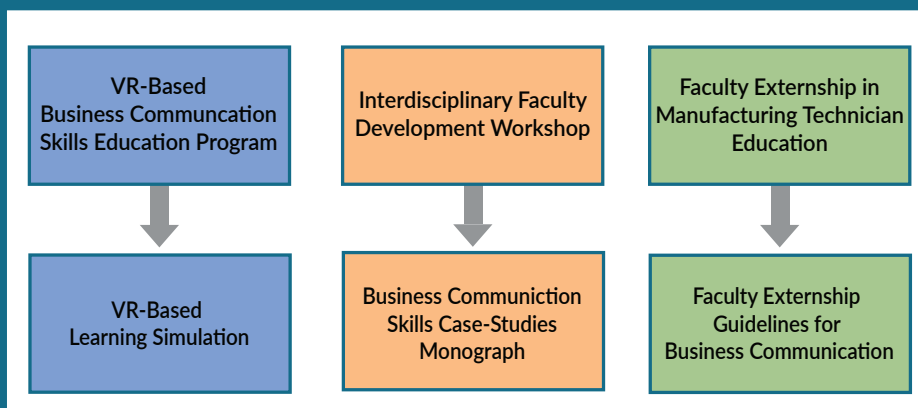 VR-Based
Business Communcation
Skills Education Program
Interdisciplinary Faculty
Development Workshop
Faculty Externship in
Manufacturing Technician
Education
VR-Based
Learning Simulation
Business Communiction
Skills Case-Studies
Monograph
Faculty Externship
Guidelines for
Business Communication